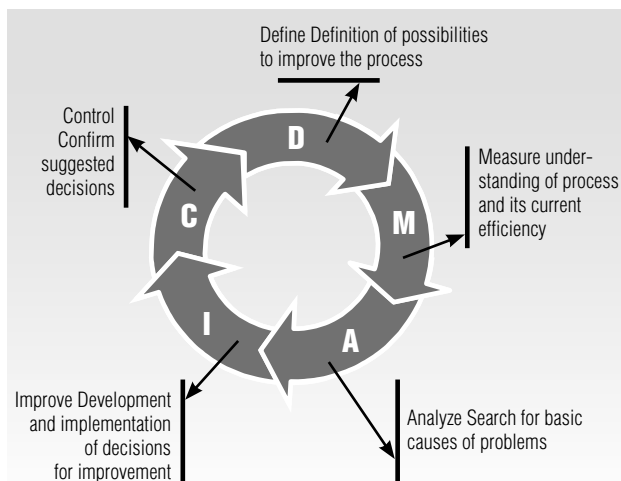 Define Definition of possibilities
to improve the process
D
Measure under-
standing of process
and its current
efficiency
M
Analyze Search for basic
causes of problems
A
Improve Development
and implementation
of decisions
for improvement
I
Control
Confirm
suggested
decisions
C